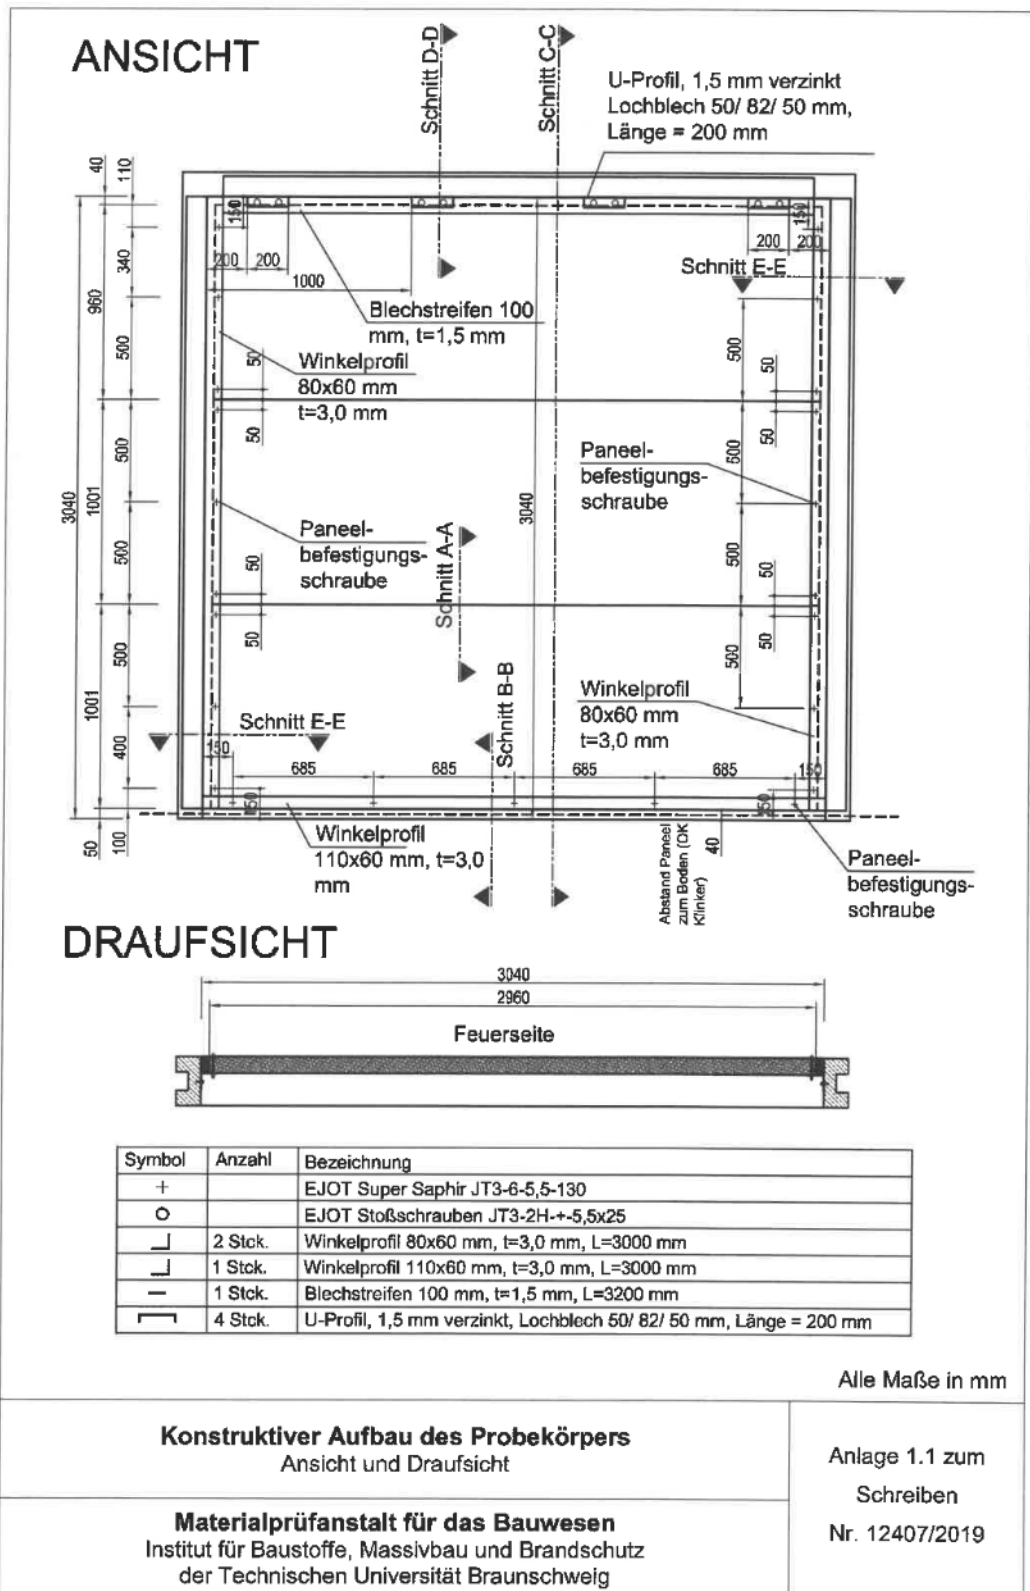 ANSICHT
Schnitt D-D
Schnitt C-C
U-Profil, 1,5 mm verzinkt
Lochblech 50/ 82/ 50 mm,
Länge = 200 mm
40
110
150
150
200
200
200
200
1000
Schnitt E-E
340
960
500
Blechstreifen 100
mm, t=1,5 mm
Winkelprofil
80x60 mm
t=3,0 mm
50
50
500
50
50
600
3040
1001
500
500
3040
Paneel-
befestigungs-
schraube
Paneel-
befestigungs-
schraube
Schnitt A-A
500
50
50
50
50
500
1001
500
400
Schnitt B-B
Winkelprofil
80x60 mm
t=3,0 mm
Schnitt E-E
150
685
685
685
685
150
50
100
Winkelprofil
110x60 mm, t=3,0
mm
Abstand Paneel
zum Boden (OK
Klinker)
40
Paneel-
befestigungs-
schraube
DRAUFSICHT
3040
2960
Feuerseite
Symbol Anzahl Bezeichnung
+ EJOT Super Saphir JT3-6-5,5-130
O EJOT Stoßschrauben JT3-2H-+-5,5x25
2 Stck. Winkelprofil 80x60 mm, t=3,0 mm, L=3000 mm
1 Stck. Winkelprofil 110x60 mm, t=3,0 mm, L=3000 mm
1 Stck. Blechstreifen 100 mm, t=1,5 mm, L=3200 mm
4 Stck. U-Profil, 1,5 mm verzinkt, Lochblech 50/ 82/ 50 mm, Länge = 200 mm
Alle Maße in mm
Konstruktiver Aufbau des Probekörpers
Ansicht und Draufsicht
Anlage 1.1 zum
Schreiben
Nr. 12407/2019
Materialprüfanstalt für das Bauwesen
Institut für Baustoffe, Massivbau und Brandschutz
der Technischen Universität Braunschweig